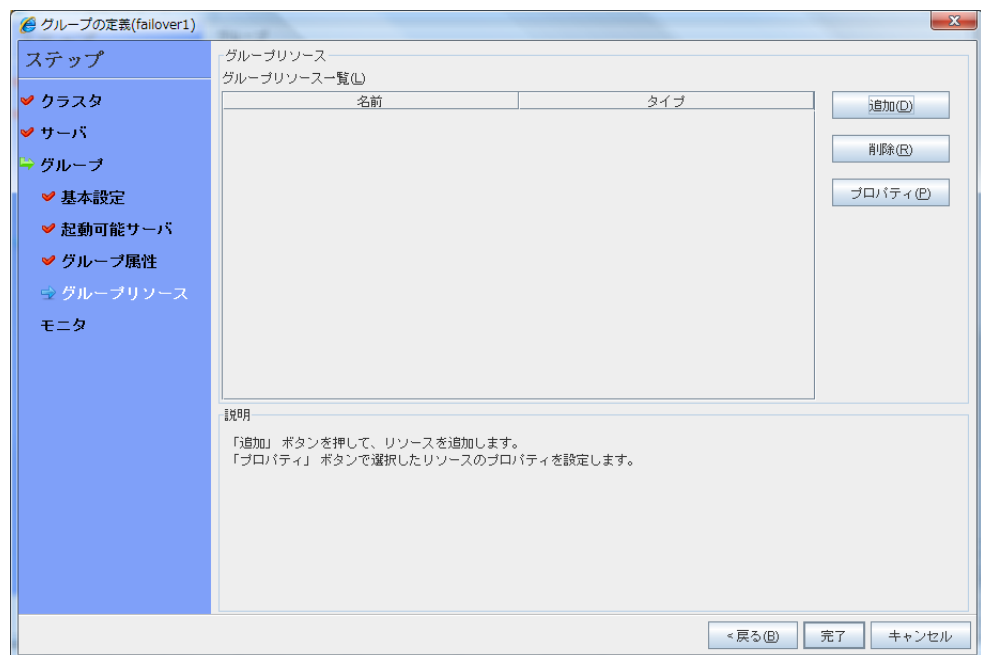 グループの定義(failover1)
ステップ
クラスタ
サーバ
グループ
基本設定
起動可能サーバ
グループ属性
グループリソース
モニタ
グループリソース
グループリソース一覧(L)
名前 タイプ
追加(D)
削除(R)
プロパティ(P)
説明
「追加」 ボタンを押して、リソースを追加します。
「プロパティ」 ボタンで選択したリソースのプロパティを設定します。
<戻る(B) 完了 キャンセル